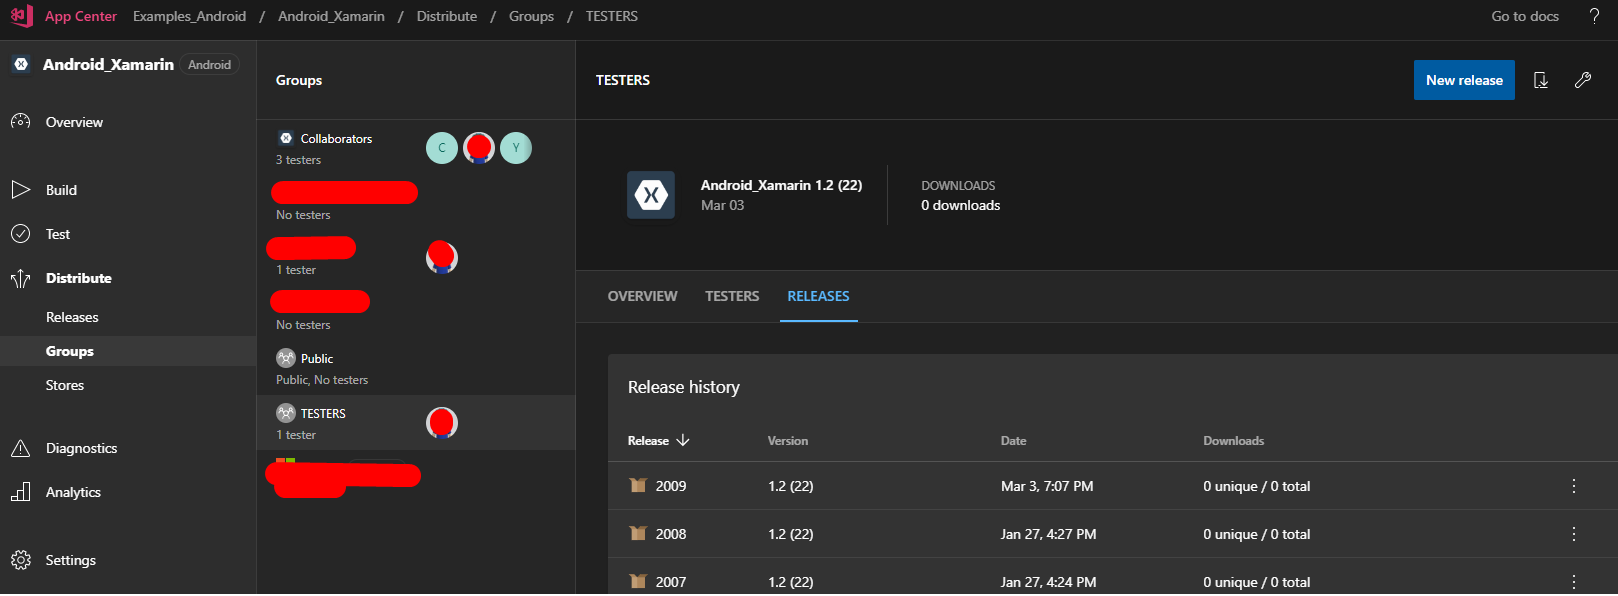 App Center Examples_Android / Android_Xamarin / Distribute / Groups / TESTERS Go to docs ?
Android_Xamarin Android
Overview
Build
Test
Distribute
Releases
Groups
Stores
Diagnostics
Analytics
Settings
Groups
Collaborators
3 testers
C Y
No testers
1 tester
No testers
Public
Public, No testers
TESTERS
1 tester
TESTERS
New release
Android_Xamarin 1.2 (22)
Mar 03
DOWNLOADS
0 downloads
OVERVIEW TESTERS RELEASES
Release history
Release Version Date Downloads
2009 1.2 (22) Mar 3, 7:07 PM 0 unique / 0 total
2008 1.2 (22) Jan 27, 4:27 PM 0 unique / 0 total
2007 1.2 (22) Jan 27, 4:24 PM 0 unique / 0 total